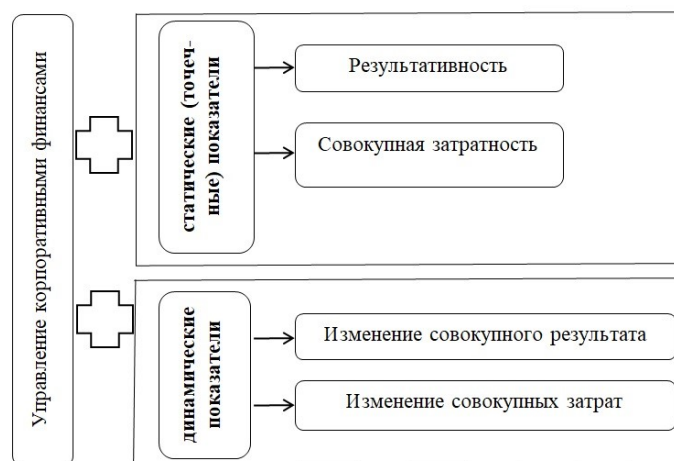 Управление корпоративными финансами
статические (точеч-
ные) показатели
Результативность
Совокупная затратность
динамические
показатели
Изменение совокупного результата
Изменение совокупных затрат